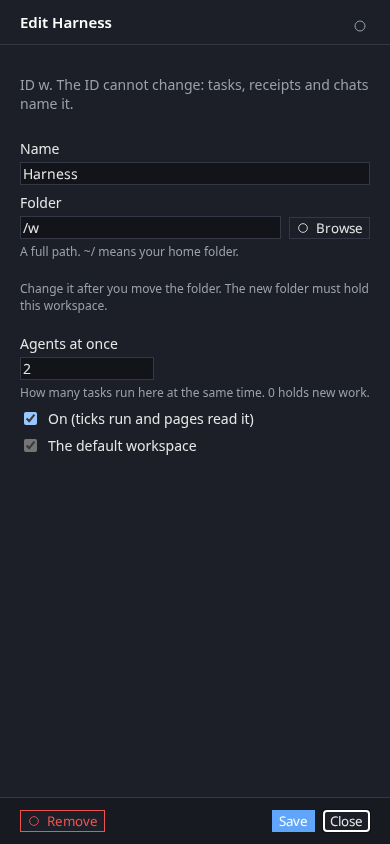 Edit Harness
ID w. The ID cannot change: tasks, receipts and chats
name it.
Name
Harness
Folder
/w
Browse
A full path. ~/ means your home folder.
Change it after you move the folder. The new folder must hold
this workspace.
Agents at once
2
How many tasks run here at the same time. 0 holds new work.
On (ticks run and pages read it)
The default workspace
Remove
Save
Close